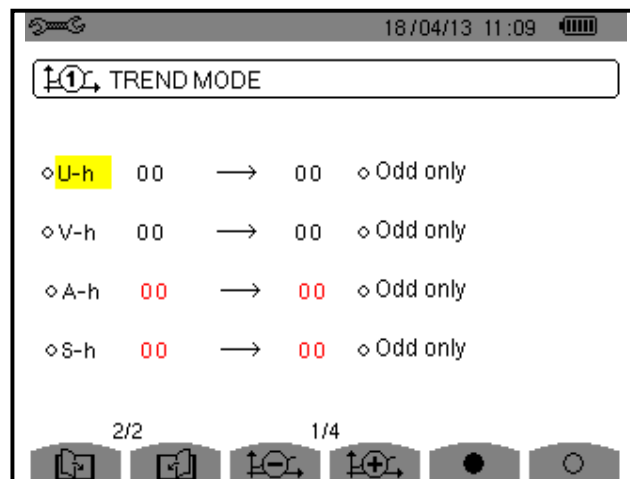 18/04/13 11:09
1 TREND MODE
U-h 00 → 00 Odd only
V-h 00 → 00 Odd only
A-h 00 → 00 Odd only
S-h 00 → 00 Odd only
2/2 1/4